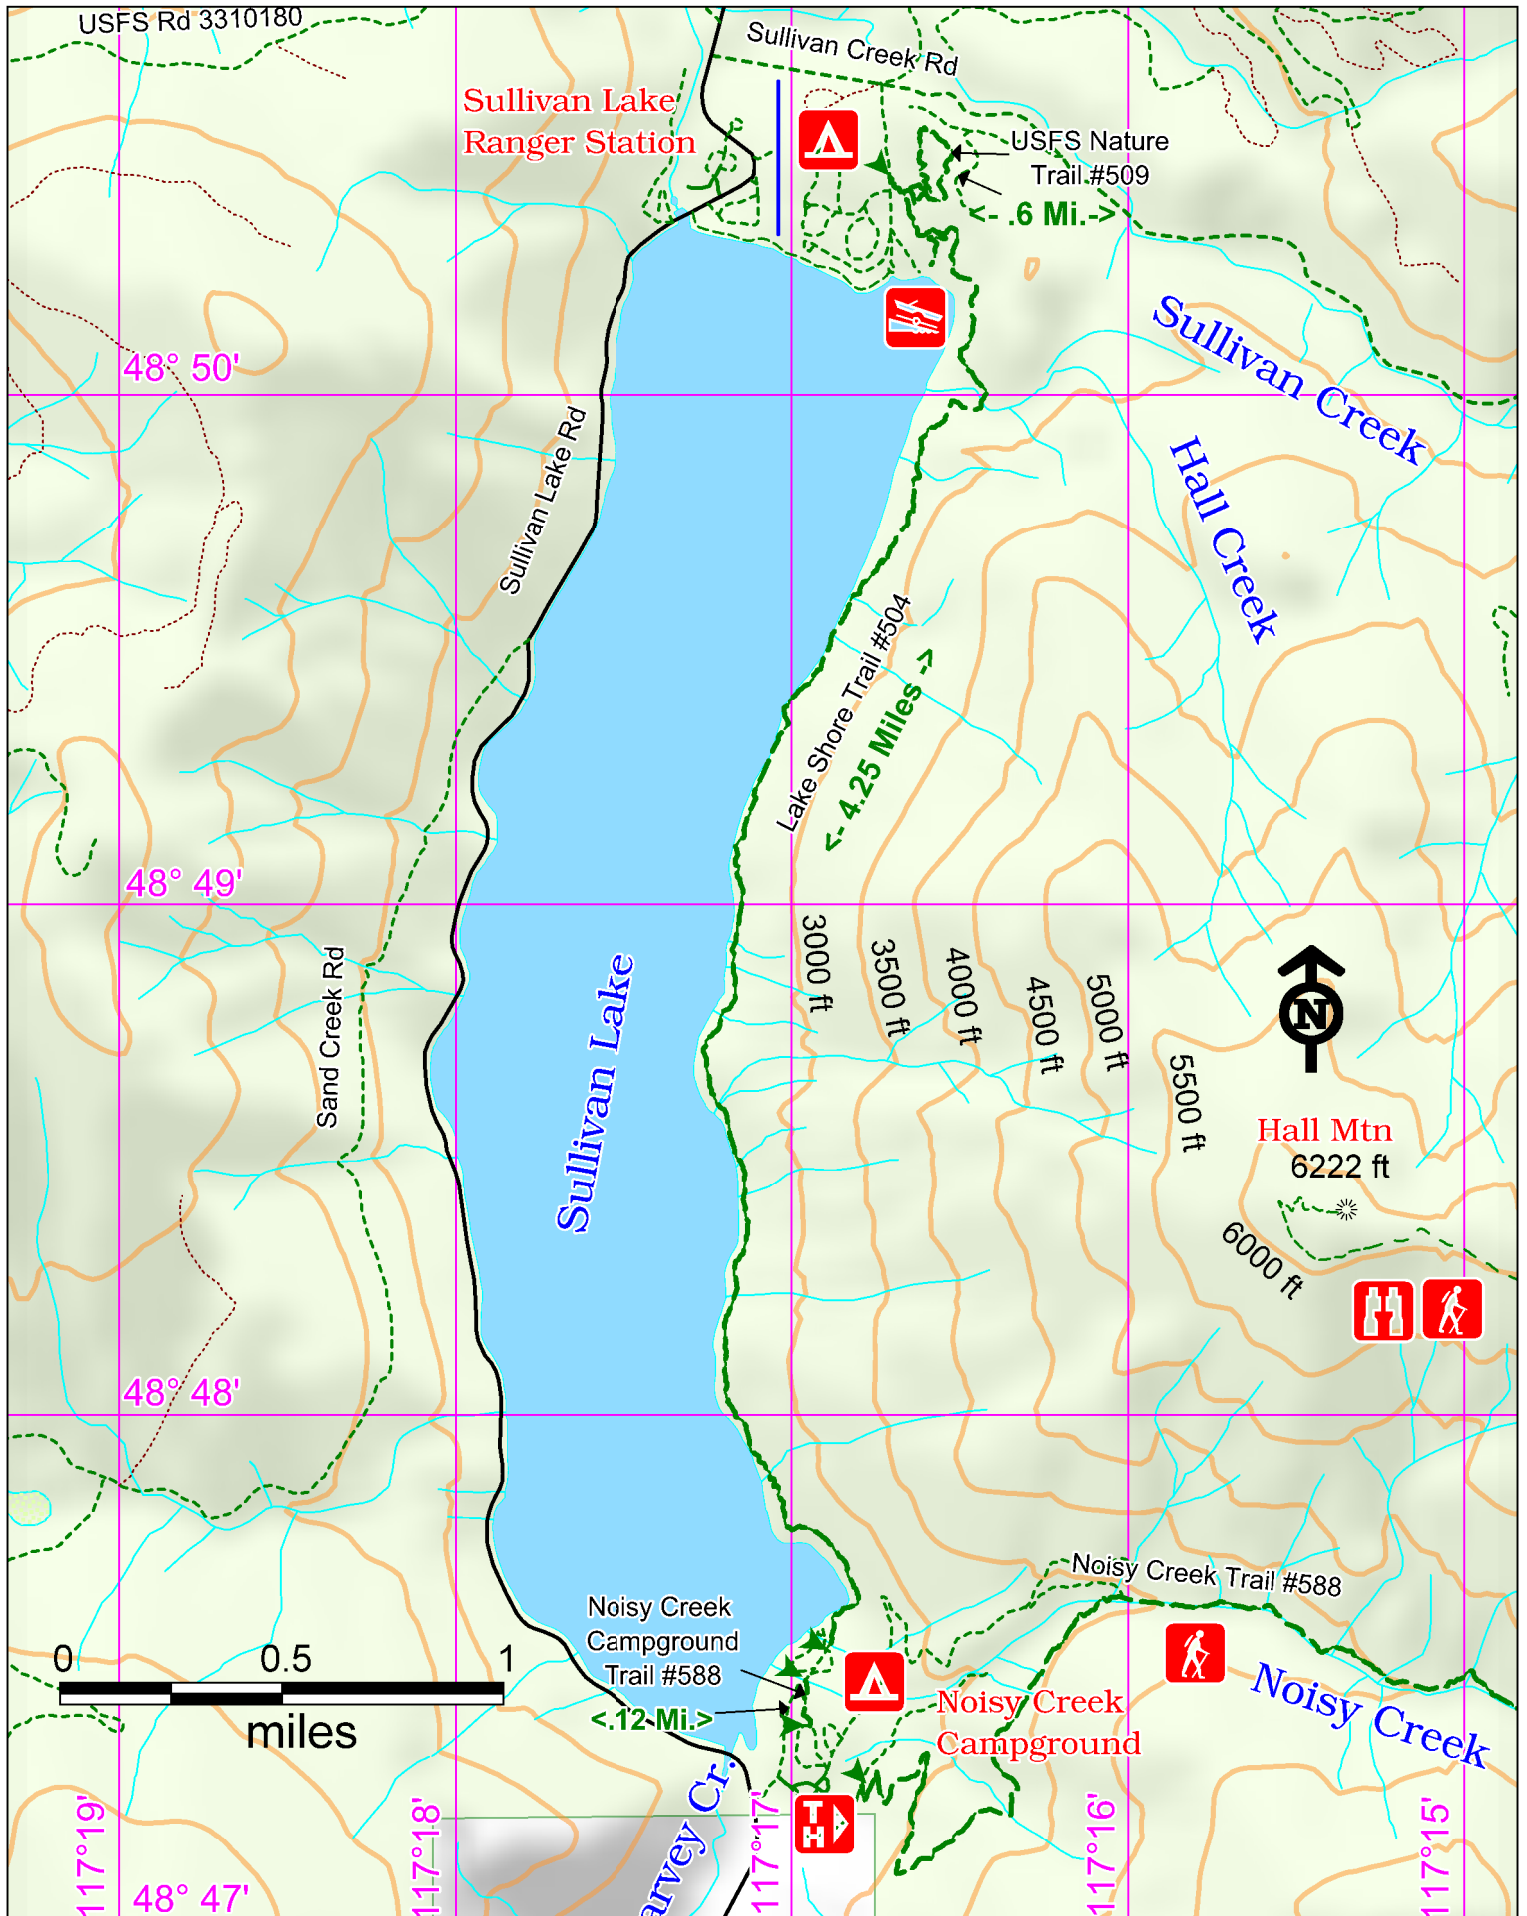 USFS Rd 3310180
Sullivan Creek Rd
Sullivan Lake
Ranger Station
USFS Nature
Trail #509
<- .6 Mi.->
Sullivan Creek
48° 50'
Hall Creek
Sullivan Lake Rd
Lake Shore Trail #504
<- 4.25 Miles ->
48° 49'
3000 ft
3500 ft
4000 ft
4500 ft
5000 ft
5500 ft
N
Sand Creek Rd
Sullivan Lake
Hall Mtn
6222 ft
6000 ft
48° 48'
Noisy Creek Trail #588
Noisy Creek
Campground
Trail #588
<.12 Mi.>
0 0.5 1
miles
Noisy Creek
Campground
Noisy Creek
arvey Cr.
TH
117°19'
117°18'
117°17'
117°16'
117°15'
48° 47'